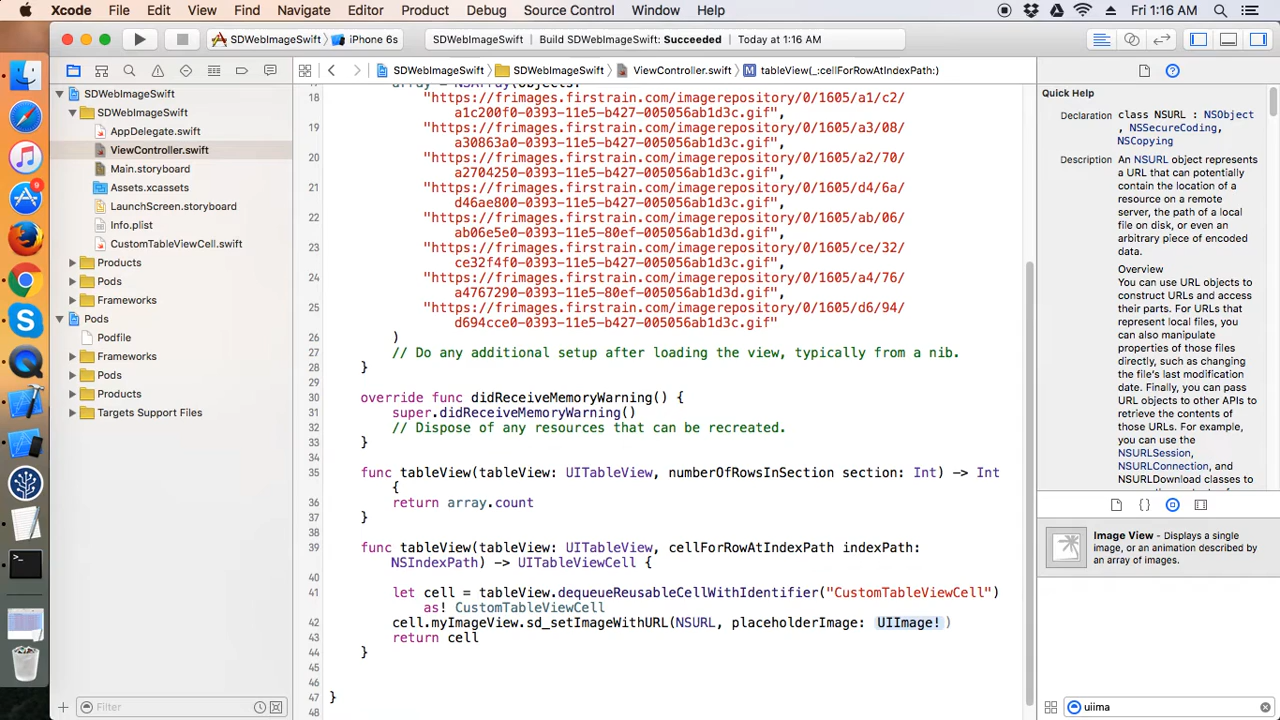 Xcode File Edit View Find Navigate Editor Product Debug Source Control Window Help Fri 1:16 AM
SDWebImageSwift iPhone 6s SDWebImageSwift Build SDWebImageSwift: Succeeded Today at 1:16 AM
SDWebImageSwift SDWebImageSwift ViewController.swift M tableView(_:cellForRowAtIndexPath:)
SDWebImageSwift
SDWebImageSwift
AppDelegate.swift
ViewController.swift
Main.storyboard
Assets.xcassets
LaunchScreen.storyboard
Info.plist
CustomTableViewCell.swift
Products
Pods
Frameworks
Pods
Podfile
Frameworks
Pods
Products
Targets Support Files
Filter
array = NSArray(objects:
18 "https://frimages.firstrain.com/imagerepository/0/1605/a1/c2/
a1c200f0-0393-11e5-b427-005056ab1d3c.gif",
19 "https://frimages.firstrain.com/imagerepository/0/1605/a3/08/
a30863a0-0393-11e5-b427-005056ab1d3c.gif",
20 "https://frimages.firstrain.com/imagerepository/0/1605/a2/70/
a2704250-0393-11e5-b427-005056ab1d3c.gif",
21 "https://frimages.firstrain.com/imagerepository/0/1605/d4/6a/
d46ae800-0393-11e5-b427-005056ab1d3c.gif",
22 "https://frimages.firstrain.com/imagerepository/0/1605/ab/06/
ab06e5e0-0393-11e5-80ef-005056ab1d3d.gif",
23 "https://frimages.firstrain.com/imagerepository/0/1605/ce/32/
ce32f4f0-0393-11e5-b427-005056ab1d3c.gif",
24 "https://frimages.firstrain.com/imagerepository/0/1605/a4/76/
a4767290-0393-11e5-80ef-005056ab1d3d.gif",
25 "https://frimages.firstrain.com/imagerepository/0/1605/d6/94/
d694cce0-0393-11e5-b427-005056ab1d3c.gif"
26 )
27 // Do any additional setup after loading the view, typically from a nib.
28 }
29
30 override func didReceiveMemoryWarning() {
31 super.didReceiveMemoryWarning()
32 // Dispose of any resources that can be recreated.
33 }
34
35 func tableView(tableView: UITableView, numberOfRowsInSection section: Int) -> Int
{
36 return array.count
37 }
38
39 func tableView(tableView: UITableView, cellForRowAtIndexPath indexPath:
NSIndexPath) -> UITableViewCell {
40
41 let cell = tableView.dequeueReusableCellWithIdentifier("CustomTableViewCell")
as! CustomTableViewCell
42 cell.myImageView.sd_setImageWithURL(NSURL, placeholderImage: UIImage!)
43 return cell
44 }
45
46
47 }
48
Quick Help
Declaration class NSURL : NSObject
, NSSecureCoding,
NSCopying
Description An NSURL object represents
a URL that can potentially
contain the location of a
resource on a remote
server, the path of a local
file on disk, or even an
arbitrary piece of encoded
data.
Overview
You can use URL objects to
construct URLs and access
their parts. For URLs that
represent local files, you
can also manipulate
properties of those files
directly, such as changing
the file's last modification
date. Finally, you can pass
URL objects to other APIs to
retrieve the contents of
those URLs. For example,
you can use the
NSURLSession,
NSURLConnection, and
NSURLDownload classes to
{ }
Image View - Displays a single
image, or an animation described by
an array of images.
uiima